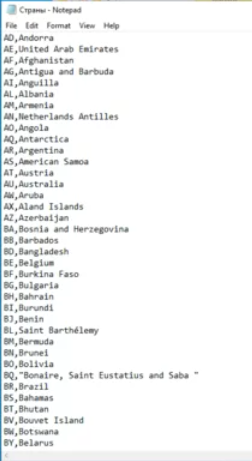 Страны - Notepad
File Edit Format View Help
AD,Andorra
AE,United Arab Emirates
AF,Afghanistan
AG,Antigua and Barbuda
AI,Anguilla
AL,Albania
AM,Armenia
AN,Netherlands Antilles
AO,Angola
AQ,Antarctica
AR,Argentina
AS,American Samoa
AT,Austria
AU,Australia
AW,Aruba
AX,Aland Islands
AZ,Azerbaijan
BA,Bosnia and Herzegovina
BB,Barbados
BD,Bangladesh
BE,Belgium
BF,Burkina Faso
BG,Bulgaria
BH,Bahrain
BI,Burundi
BJ,Benin
BL,Saint Barthélemy
BM,Bermuda
BN,Brunei
BO,Bolivia
BQ,"Bonaire, Saint Eustatius and Saba "
BR,Brazil
BS,Bahamas
BT,Bhutan
BV,Bouvet Island
BW,Botswana
BY,Belarus